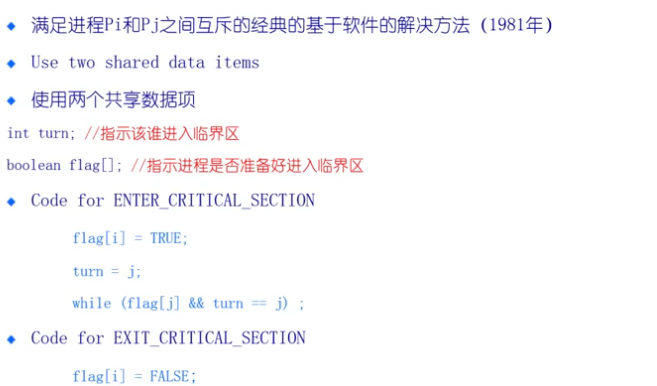 满足进程Pi和Pj之间互斥的经典的基于软件的解决方法（1981年）
Use two shared data items
使用两个共享数据项
int turn; //指示该谁进入临界区
boolean flag[]; //指示进程是否准备好进入临界区
Code for ENTER_CRITICAL_SECTION
flag[i] = TRUE;
turn = j;
while (flag[j] && turn == j) ;
Code for EXIT_CRITICAL_SECTION
flag[i] = FALSE;